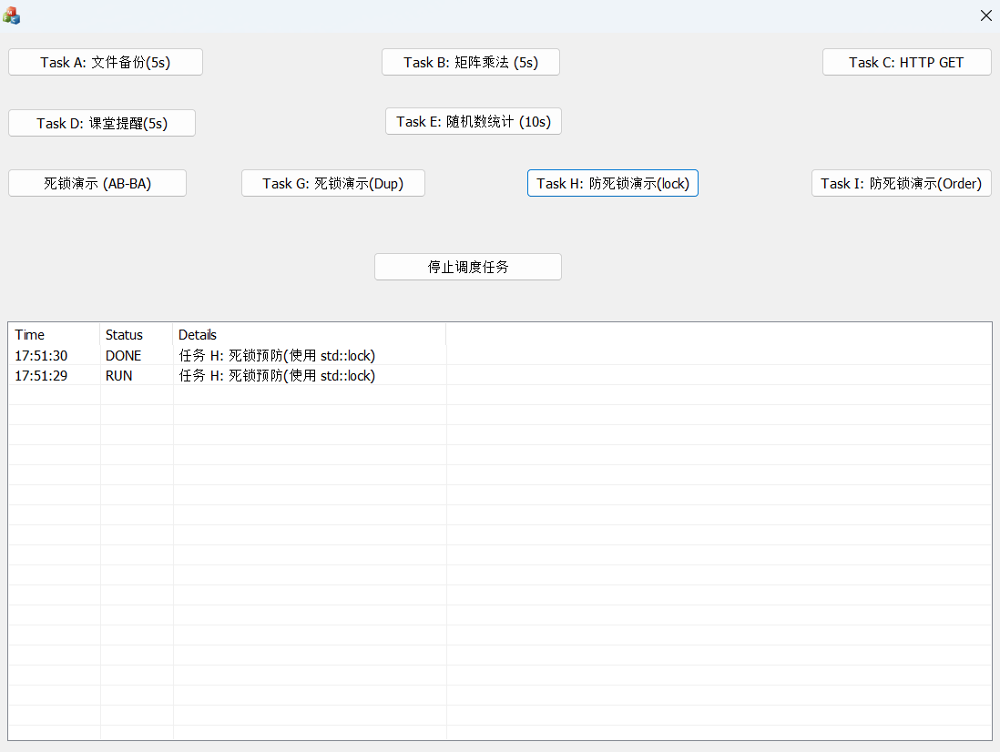 Task A: 文件备份(5s)
Task B: 矩阵乘法 (5s)
Task C: HTTP GET
Task D: 课堂提醒(5s)
Task E: 随机数统计 (10s)
死锁演示 (AB-BA)
Task G: 死锁演示(Dup)
Task H: 防死锁演示(lock)
Task I: 防死锁演示(Order)
停止调度任务
Time Status Details
17:51:30 DONE 任务 H: 死锁预防(使用 std::lock)
17:51:29 RUN 任务 H: 死锁预防(使用 std::lock)